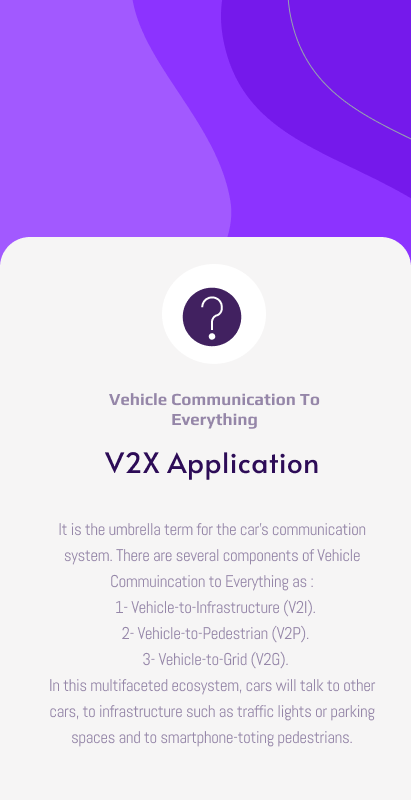 ?
Vehicle Communication To
Everything
V2X Application
It is the umbrella term for the car's communication
system. There are several components of Vehicle
Commuincation to Everything as :
1- Vehicle-to-Infrastructure (V2I).
2- Vehicle-to-Pedestrian (V2P).
3- Vehicle-to-Grid (V2G).
In this multifaceted ecosystem, cars will talk to other
cars, to infrastructure such as traffic lights or parking
spaces and to smartphone-toting pedestrians.